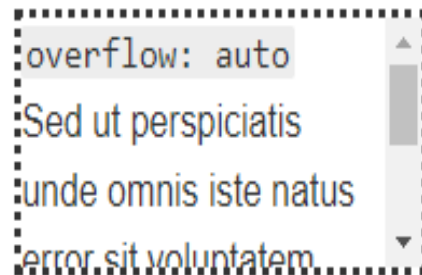 overflow: auto
Sed ut perspiciatis
unde omnis iste natus
error sit voluptatem